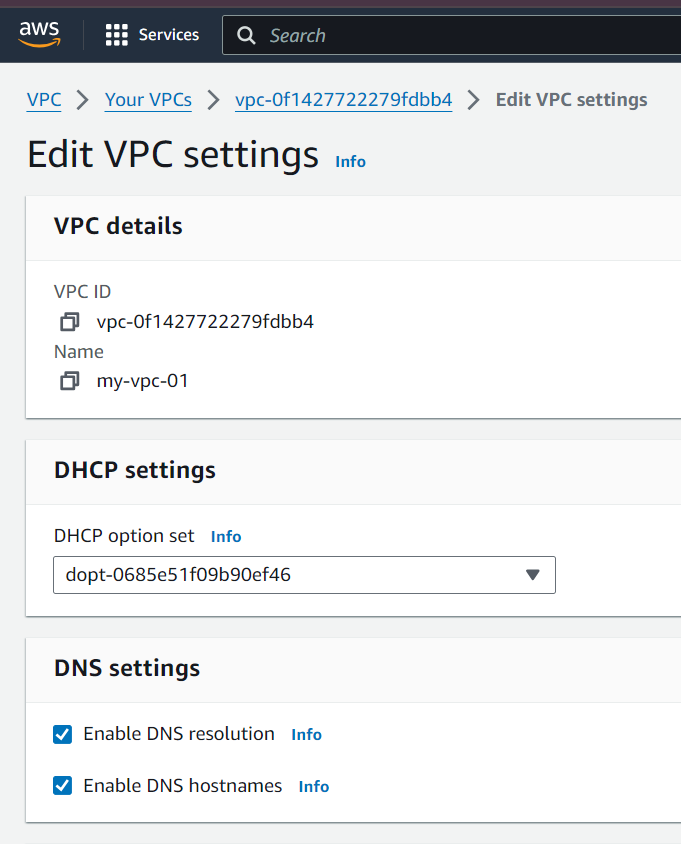 aws
Services
Search
VPC
Your VPCs
vpc-0f1427722279fdbb4
Edit VPC settings
Edit VPC settings Info
VPC details
VPC ID
vpc-0f1427722279fdbb4
Name
my-vpc-01
DHCP settings
DHCP option set Info
dopt-0685e51f09b90ef46
DNS settings
Enable DNS resolution Info
Enable DNS hostnames Info